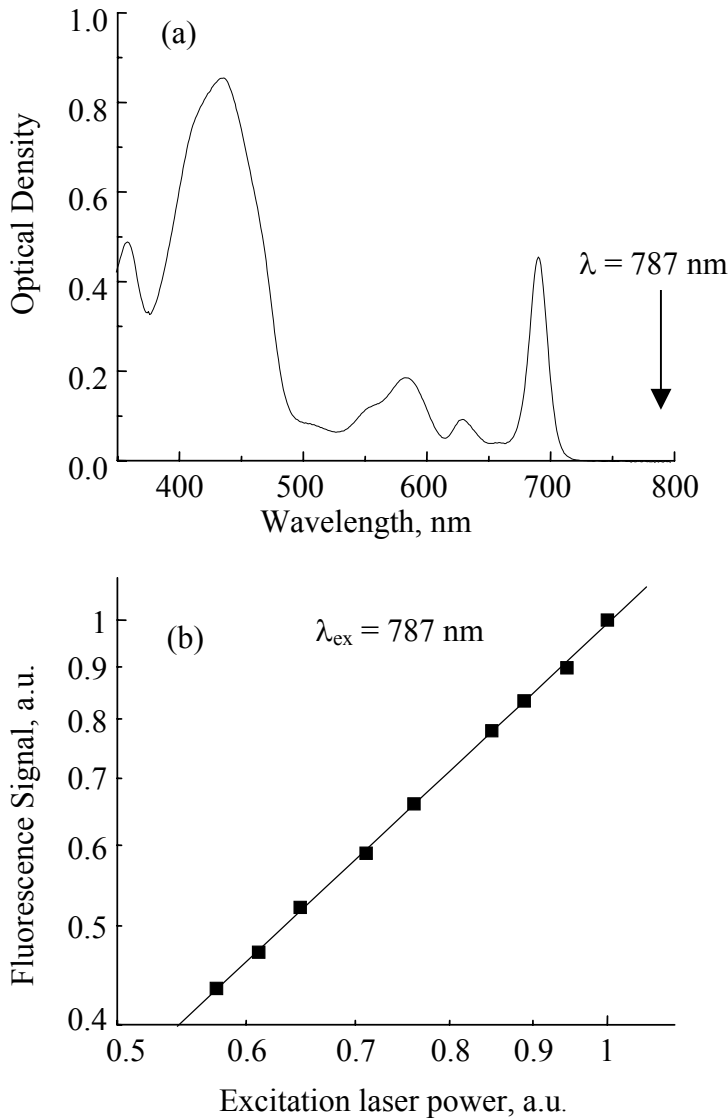 (a)
1.0
0.8
0.6
0.4
0.2
0.0
Optical Density
λ = 787 nm
400 500 600 700 800
Wavelength, nm
(b)
λex = 787 nm
1
0.9
0.8
0.7
0.6
0.5
0.4
Fluorescence Signal, a.u.
0.5 0.6 0.7 0.8 0.9 1
Excitation laser power, a.u.